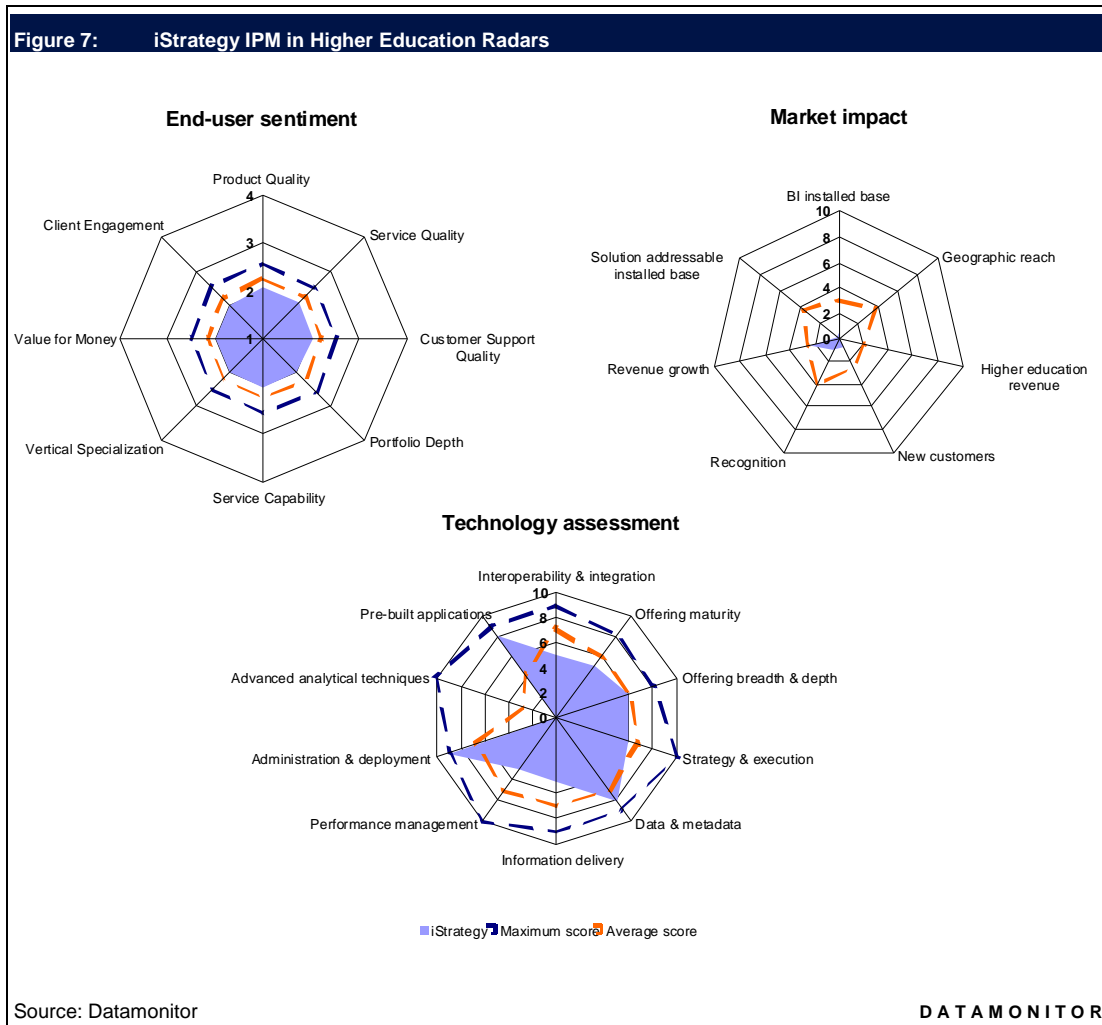 Figure 7: iStrategy IPM in Higher Education Radars
End-user sentiment
Product Quality
4
Client Engagement
Service Quality
3
2
Value for Money
1
Customer Support
Quality
Vertical Specialization
Portfolio Depth
Service Capability
Market impact
BI installed base
10
Solution addressable
installed base
8
Geographic reach
6
4
2
0
Revenue growth
Higher education
revenue
Recognition
New customers
Technology assessment
Interoperability & integration
10
Pre-built applications
Offering maturity
8
6
Advanced analytical techniques
4
Offering breadth & depth
2
0
Administration & deployment
Strategy & execution
Performance management
Data & metadata
Information delivery
iStrategy Maximum score Average score
Source: Datamonitor
DATAMONITOR